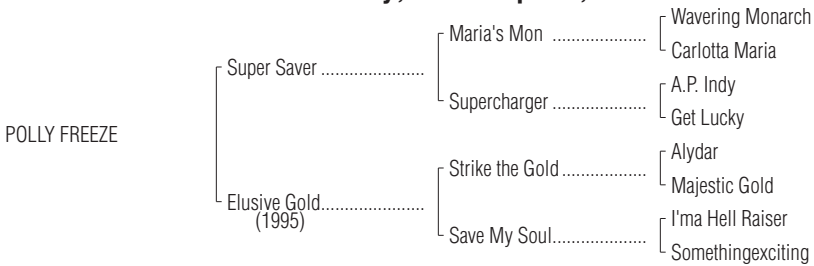 Wavering Monarch
Maria's Mon ....................
Carlotta Maria
Super Saver ......................
A.P. Indy
Supercharger ....................
Get Lucky
POLLY FREEZE
Alydar
Strike the Gold ..................
Majestic Gold
Elusive Gold......................
(1995)
I'ma Hell Raiser
Save My Soul....................
Somethingexciting